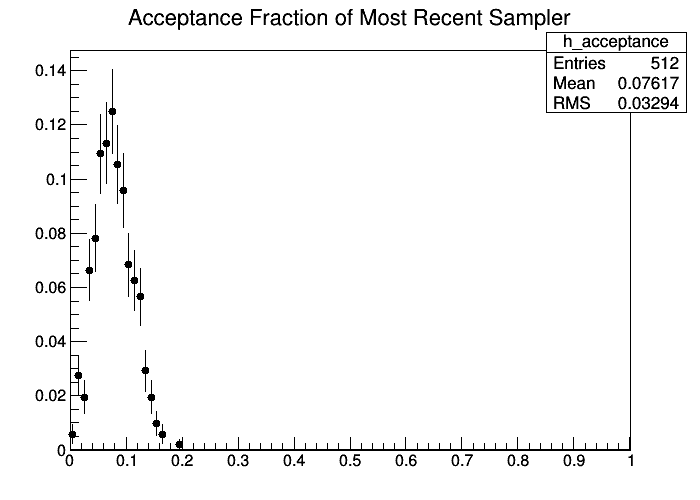 Acceptance Fraction of Most Recent Sampler
h_acceptance
Entries 512
Mean 0.07617
RMS 0.03294
0.14
0.12
0.1
0.08
0.06
0.04
0.02
0
0 0.1 0.2 0.3 0.4 0.5 0.6 0.7 0.8 0.9 1